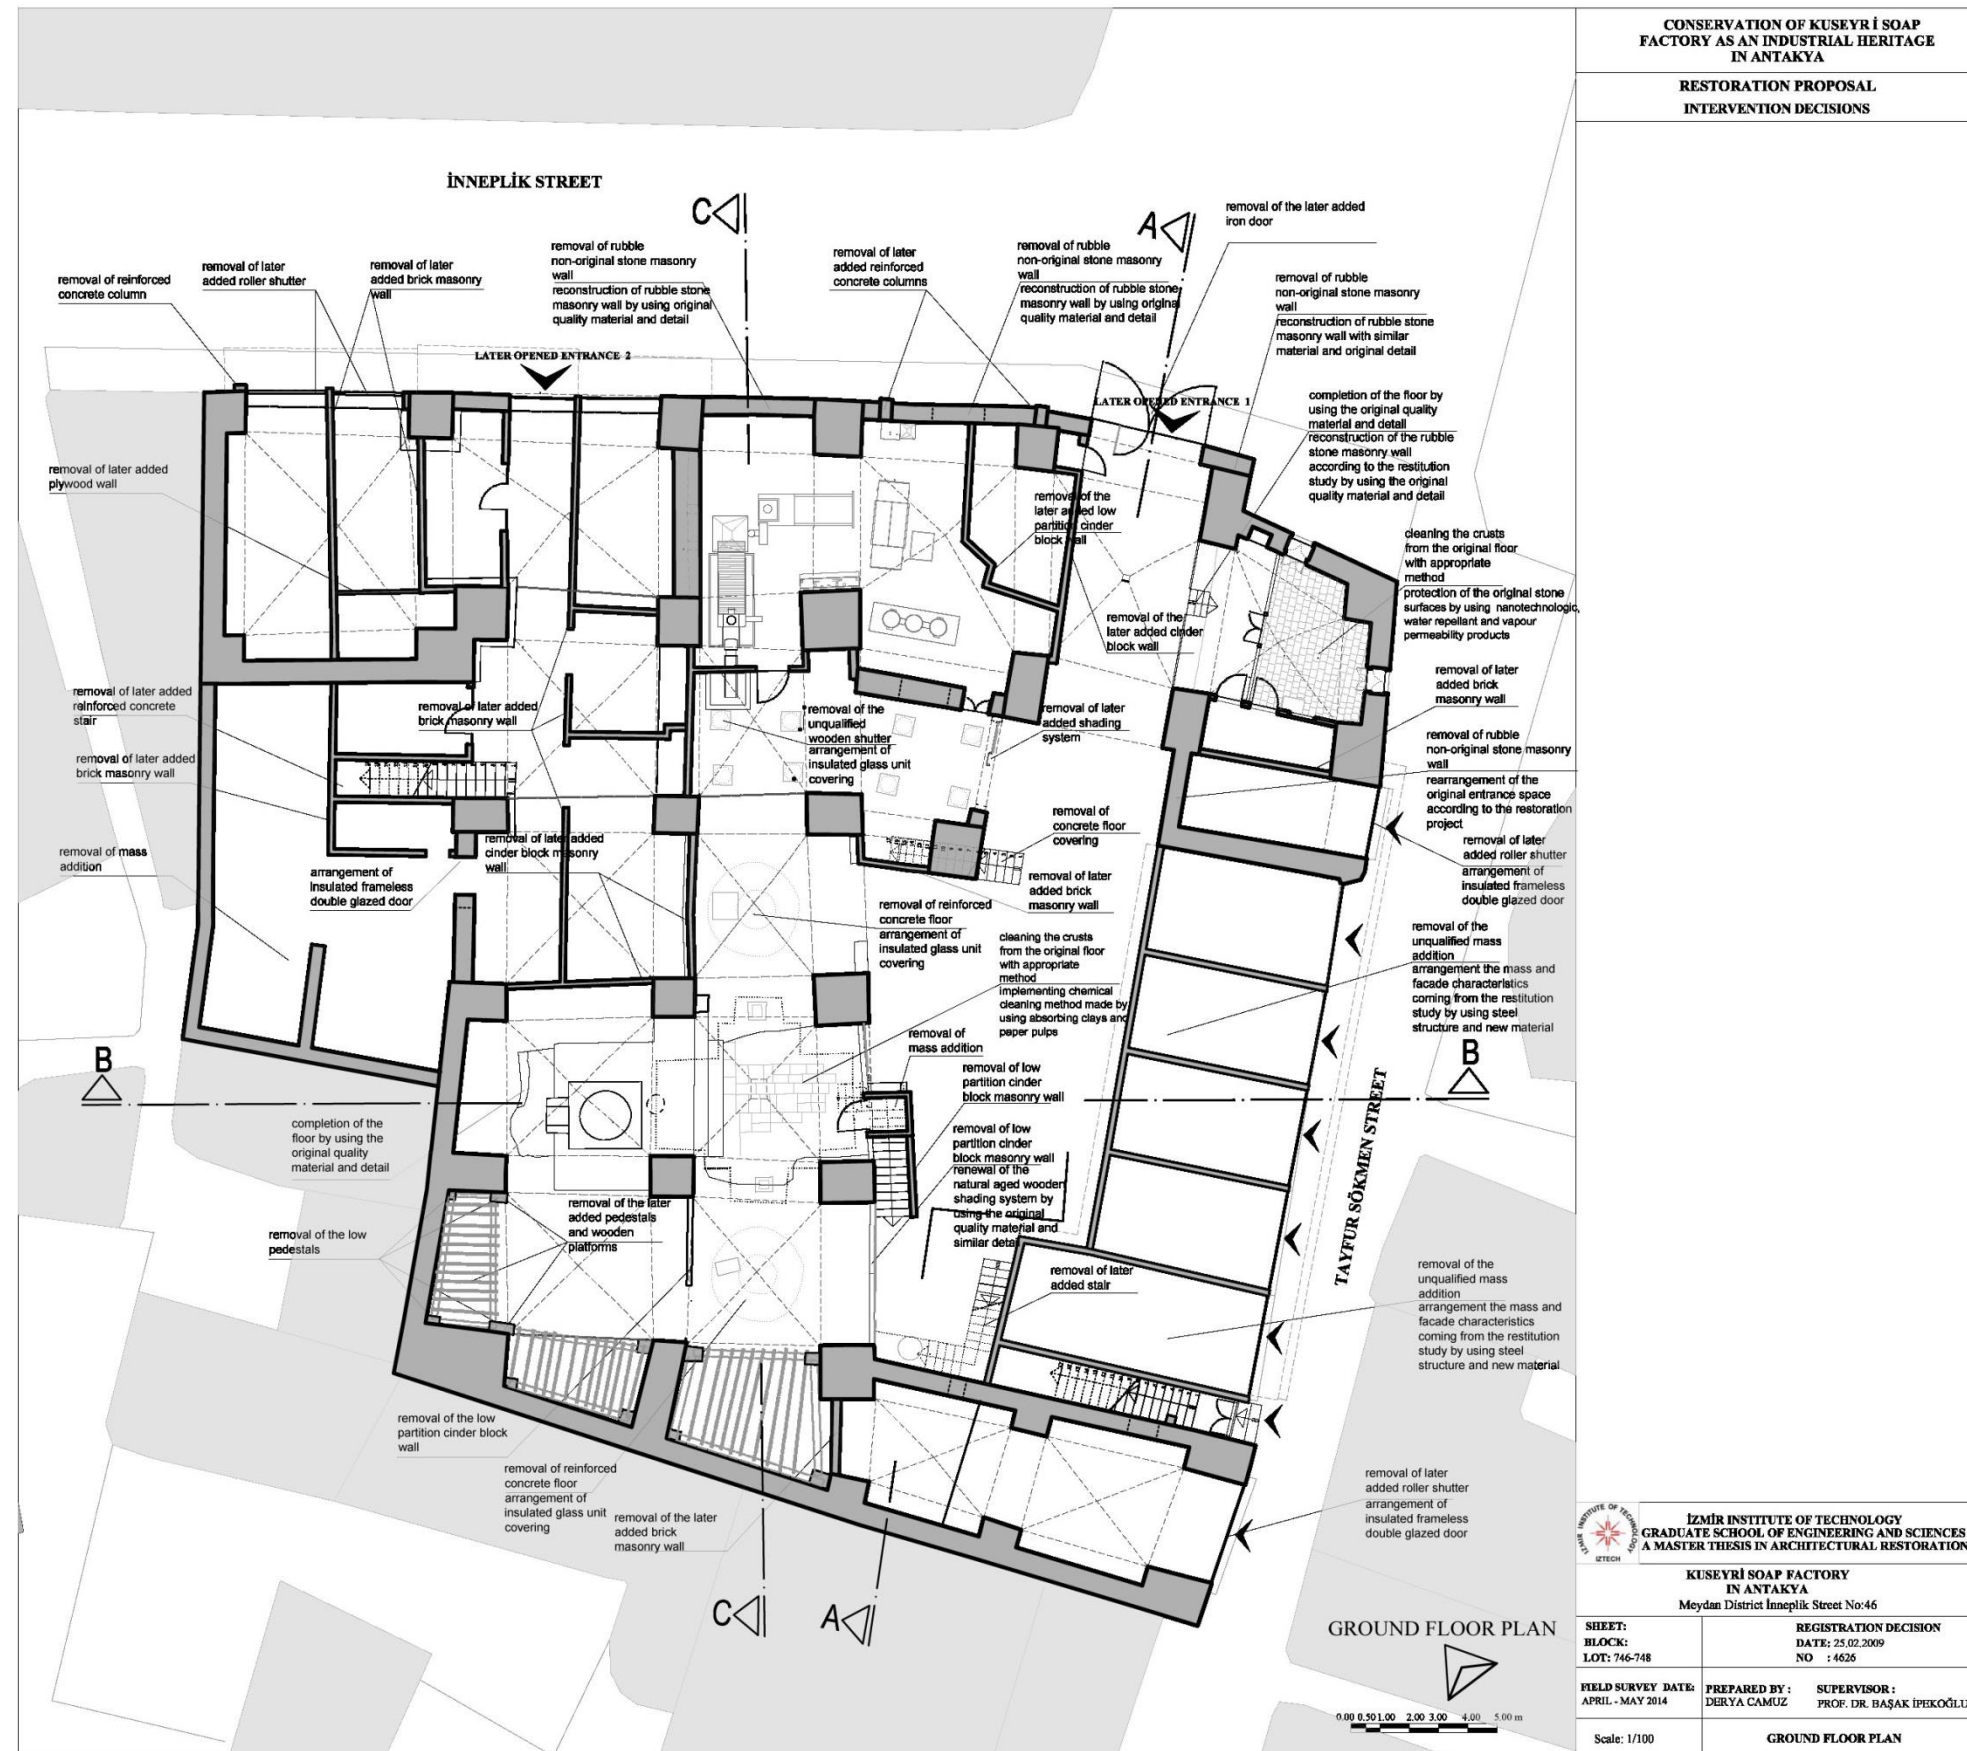 CONSERVATION OF KUSEYRİ SOAP
FACTORY AS AN INDUSTRIAL HERITAGE
IN ANTAKYA
RESTORATION PROPOSAL
INTERVENTION DECISIONS
İNNEPLİK STREET
C
A
removal of the later added
iron door
removal of reinforced
concrete column
removal of later
added roller shutter
removal of later
added brick masonry
wall
removal of rubble
non-original stone masonry
wall
reconstruction of rubble stone
masonry wall by using original
quality material and detail
removal of later
added reinforced
concrete columns
removal of rubble
non-original stone masonry
wall
reconstruction of rubble stone
masonry wall by using original
quality material and detail
removal of rubble
non-original stone masonry
wall
reconstruction of rubble stone
masonry wall with similar
material and original detail
LATER OPENED ENTRANCE 2
LATER OPENED ENTRANCE 1
completion of the floor by
using the original quality
material and detail
reconstruction of the rubble
stone masonry wall
according to the restitution
study by using the original
quality material and detail
removal of later added
plywood wall
removal of the
later added low
partition cinder
block wall
cleaning the crusts
from the original floor
with appropriate
method
protection of the original stone
surfaces by using nanotechnologic,
water repellant and vapour
permeability products
removal of the
later added cinder
block wall
removal of later
added brick
masonry wall
removal of later added
reinforced concrete
stair
removal of later added
brick masonry wall
removal of the
unqualified
wooden shutter
arrangement of
insulated glass unit
covering
removal of later
added shading
system
removal of rubble
non-original stone masonry
wall
rearrangement of the
original entrance space
according to the restoration
project
removal of later added
brick masonry wall
removal of concrete floor
covering
removal of later
added roller shutter
arrangement of
insulated frameless
double glazed door
removal of mass
addition
removal of later added
cinder block masonry
wall
arrangement of
insulated frameless
double glazed door
removal of later
added brick
masonry wall
removal of reinforced
concrete floor
arrangement of
insulated glass unit
covering
cleaning the crusts
from the original floor
with appropriate
method
implementing chemical
cleaning method made by
using absorbing clays and
paper pulps
removal of the
unqualified mass
addition
arrangement the mass and
facade characteristics
coming from the restitution
study by using steel
structure and new material
removal of
mass addition
B
B
removal of low
partition cinder
block masonry wall
completion of the
floor by using the
original quality
material and detail
removal of low
partition cinder
block masonry wall
renewal of the
natural aged wooden
shading system by
using the original
quality material and
similar detail
TAYFUR SÖKMEN STREET
removal of the low
pedestals
removal of the later
added pedestals
and wooden
platforms
removal of later
added stair
removal of the
unqualified mass
addition
arrangement the mass and
facade characteristics
coming from the restitution
study by using steel
structure and new material
removal of the low
partition cinder block
wall
removal of reinforced
concrete floor
arrangement of
insulated glass unit
covering
removal of the later
added brick
masonry wall
removal of later
added roller shutter
arrangement of
insulated frameless
double glazed door
C
A
GROUND FLOOR PLAN
0.00 0.50 1.00 2.00 3.00 4.00 5.00 m
IZMIR INSTITUTE OF TECHNOLOGY
IZTECH
İZMİR INSTITUTE OF TECHNOLOGY
GRADUATE SCHOOL OF ENGINEERING AND SCIENCES
A MASTER THESIS IN ARCHITECTURAL RESTORATION
KUSEYRİ SOAP FACTORY
IN ANTAKYA
Meydan District İnneplik Street No:46
SHEET:
BLOCK:
LOT: 746-748
REGISTRATION DECISION
DATE: 25.02.2009
NO : 4626
FIELD SURVEY DATE:
APRIL - MAY 2014
PREPARED BY :
DERYA CAMUZ
SUPERVISOR :
PROF. DR. BAŞAK İPEKOĞLU
Scale: 1/100
GROUND FLOOR PLAN